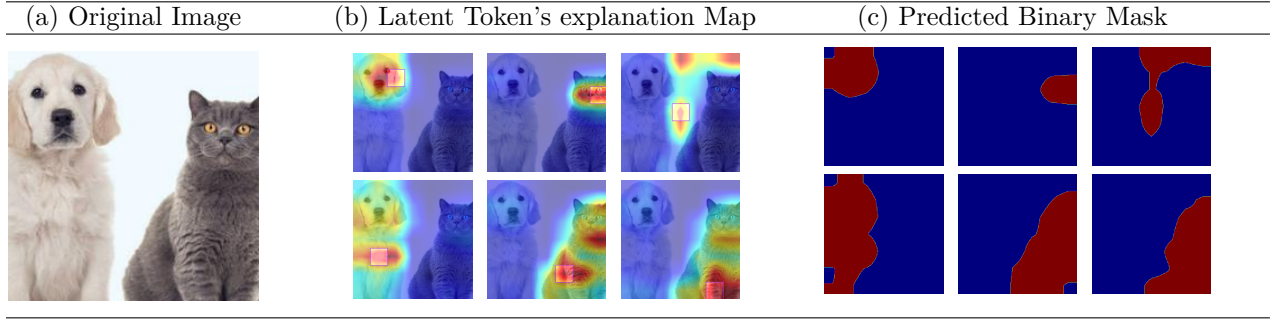 (a) Original Image
(b) Latent Token's explanation Map
(c) Predicted Binary Mask